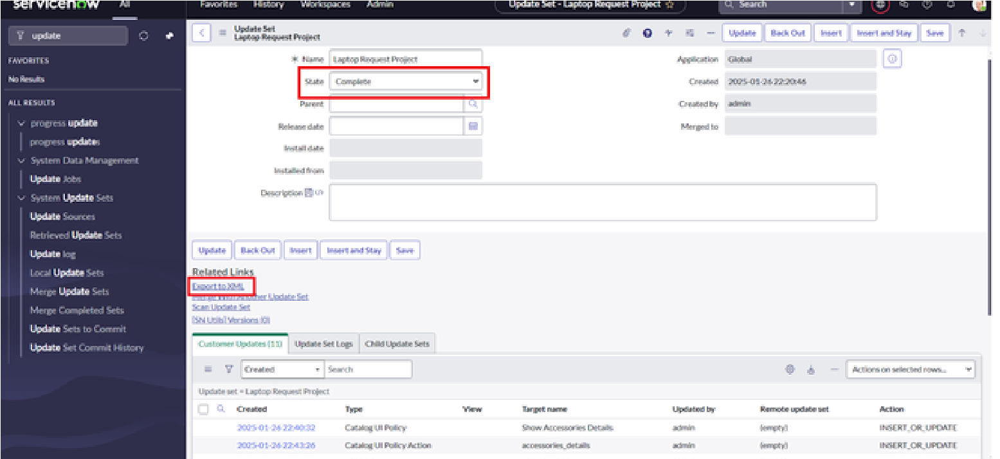 servicenow All Favorites History Workspaces Admin Update Set - Laptop Request Project Search
update
FAVORITES
No Results
ALL RESULTS
progress update
progress updates
System Data Management
Update Jobs
System Update Sets
Update Sources
Retrieved Update Sets
Update log
Local Update Sets
Merge Update Sets
Merge Completed Sets
Update Sets to Commit
Update Set Commit History
Update Set
Laptop Request Project
Update Back Out Insert Insert and Stay Save
Name Laptop Request Project
State Complete
Parent
Release date
Install date
Installed from
Description
Application Global
Created 2025-01-26 22:20:46
Created by admin
Merged to
Update Back Out Insert Insert and Stay Save
Related Links
Export to XML
Merge With Another Update Set
Scan Update Set
[SN Utils] Versions (0)
Customer Updates (11) Update Set Logs Child Update Sets
Created Search Actions on selected rows...
Update set = Laptop Request Project
Created Type View Target name Updated by Remote update set Action
2025-01-26 22:40:32 Catalog UI Policy Show Accessories Details admin (empty) INSERT_OR_UPDATE
2025-01-26 22:43:26 Catalog UI Policy Action accessories_details admin (empty) INSERT_OR_UPDATE